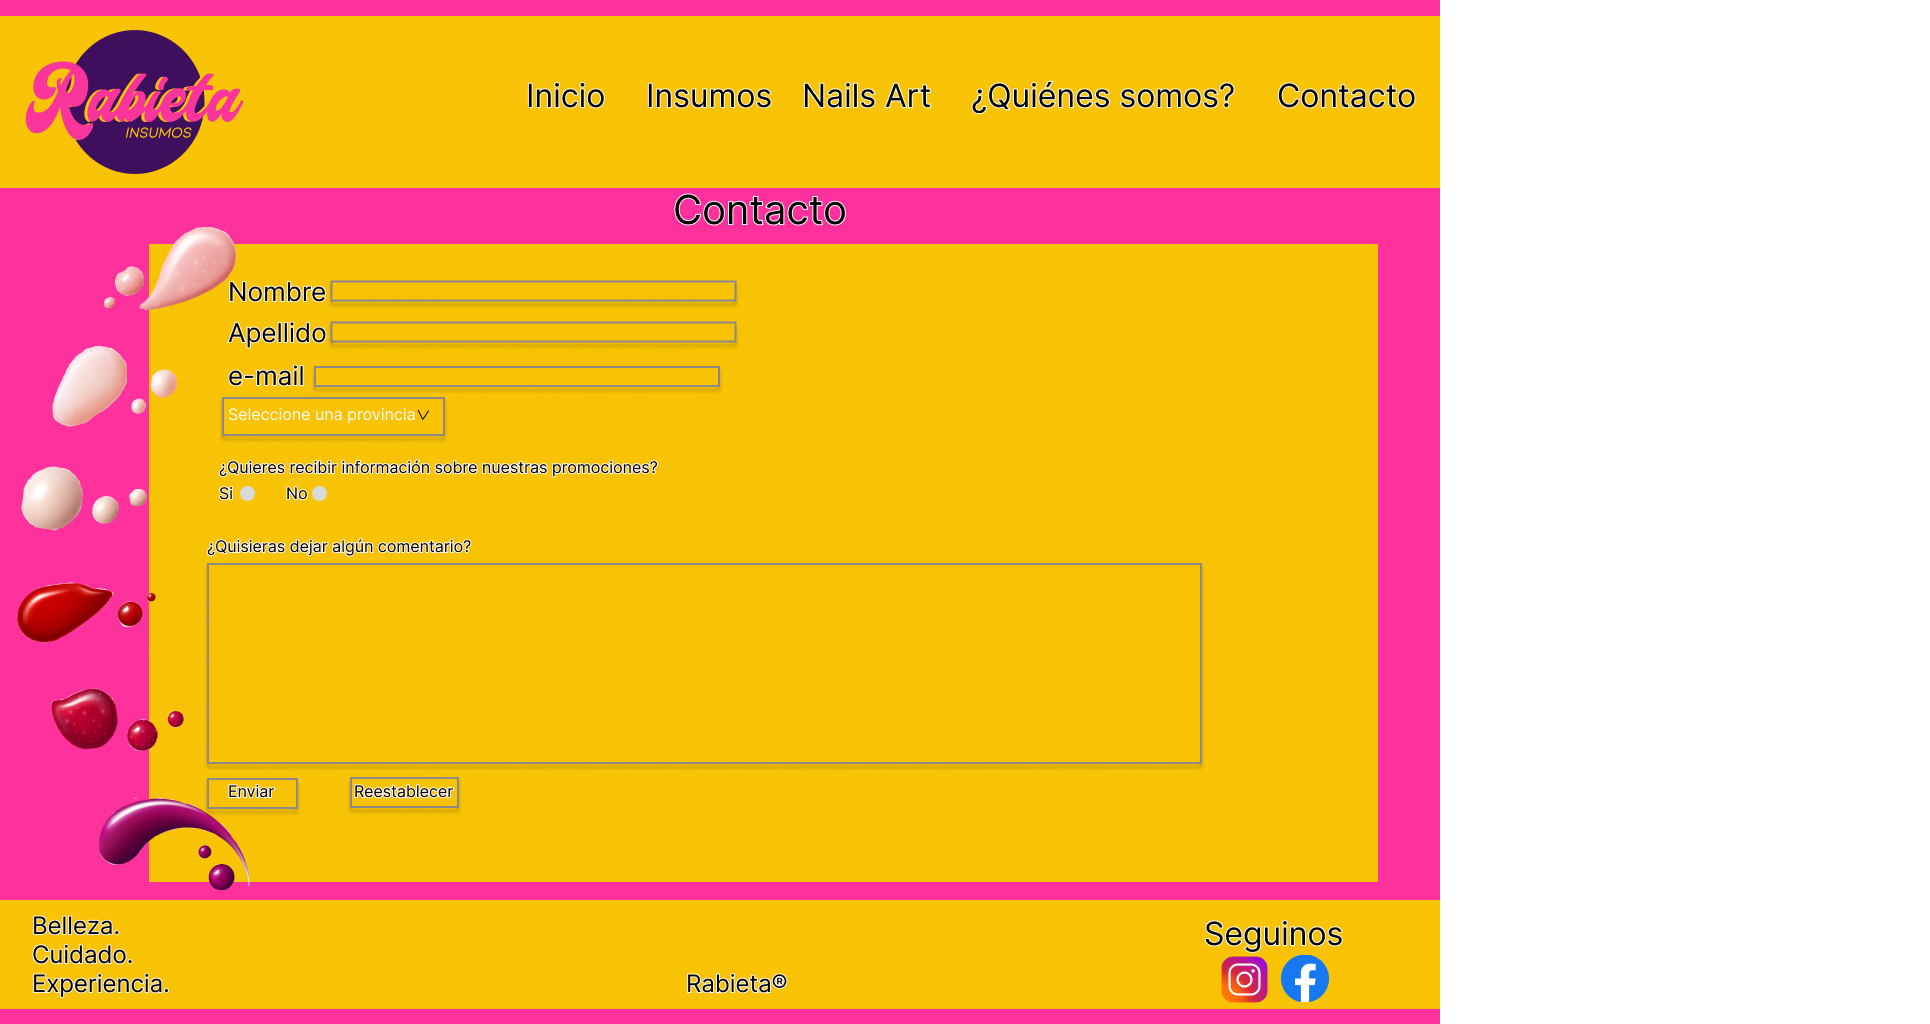 Rabieta
INSUMOS
Inicio Insumos Nails Art ¿Quiénes somos? Contacto
Contacto
Nombre
Apellido
e-mail
Seleccione una provincia
¿Quieres recibir información sobre nuestras promociones?
Si No
¿Quisieras dejar algún comentario?
Enviar Reestablecer
Belleza.
Cuidado.
Experiencia.
Rabieta®
Seguinos